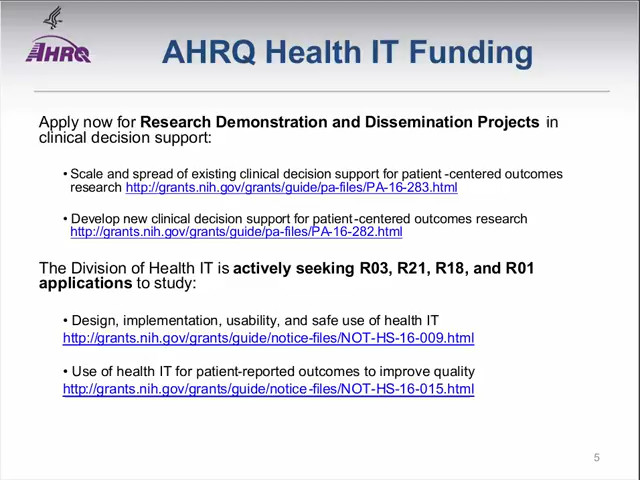 AHRQ
AHRQ Health IT Funding
Apply now for Research Demonstration and Dissemination Projects in
clinical decision support:
• Scale and spread of existing clinical decision support for patient-centered outcomes
research http://grants.nih.gov/grants/guide/pa-files/PA-16-283.html
• Develop new clinical decision support for patient-centered outcomes research
http://grants.nih.gov/grants/guide/pa-files/PA-16-282.html
The Division of Health IT is actively seeking R03, R21, R18, and R01
applications to study:
• Design, implementation, usability, and safe use of health IT
http://grants.nih.gov/grants/guide/notice-files/NOT-HS-16-009.html
• Use of health IT for patient-reported outcomes to improve quality
http://grants.nih.gov/grants/guide/notice-files/NOT-HS-16-015.html
5